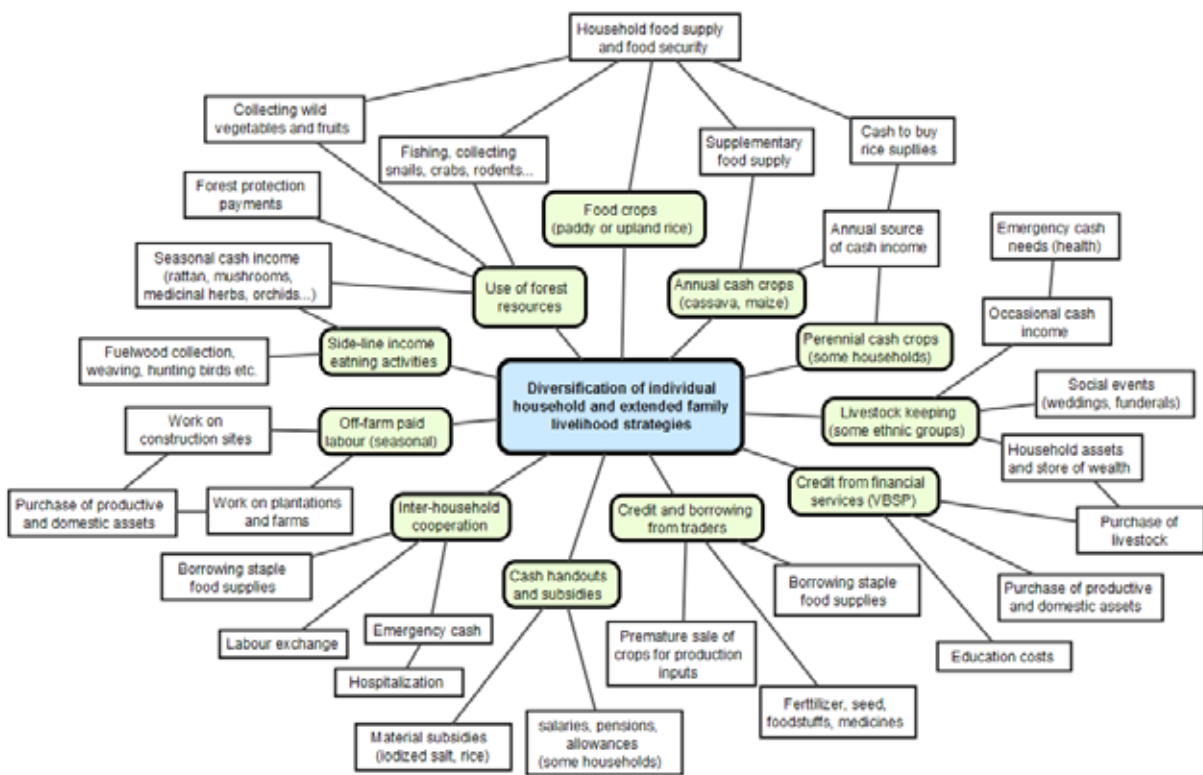 Household food supply
and food security
Collecting wild
vegetables and fruits
Fishing, collecting
snails, crabs, rodents...
Supplementary
food supply
Cash to buy
rice supllies
Forest protection
payments
Food crops
(paddy or upland rice)
Annual source
of cash income
Emergency cash
needs (health)
Seasonal cash income
(rattan, mushrooms,
medicinal herbs, orchids...)
Use of forest
resources
Annual cash crops
(cassava, maize)
Occasional cash
income
Fuelwood collection,
weaving, hunting birds etc.
Side-line income
eatning activities
Perennial cash crops
(some households)
Diversification of individual
household and extended family
livelihood strategies
Social events
(weddings, funderals)
Work on
construction sites
Off-farm paid
labour (seasonal)
Livestock keeping
(some ethnic groups)
Household assets
and store of wealth
Purchase of productive
and domestic assets
Work on plantations
and farms
Inter-household
cooperation
Credit and borrowing
from traders
Credit from financial
services (VBSP)
Purchase of
livestock
Borrowing staple
food supplies
Cash handouts
and subsidies
Borrowing staple
food supplies
Purchase of productive
and domestic assets
Labour exchange
Emergency cash
Premature sale of
crops for production
inputs
Education costs
Hospitalization
Ferttilizer, seed,
foodstuffs, medicines
Material subsidies
(iodized salt, rice)
salaries, pensions,
allowances
(some households)